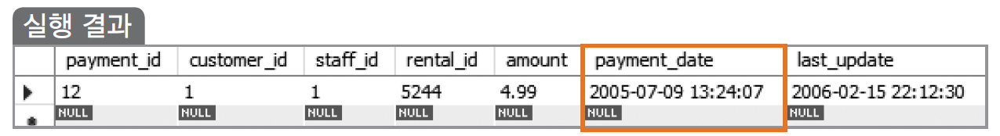 실행 결과
payment_id customer_id staff_id rental_id amount payment_date last_update
12 1 1 5244 4.99 2005-07-09 13:24:07 2006-02-15 22:12:30
NULL NULL NULL NULL NULL NULL NULL